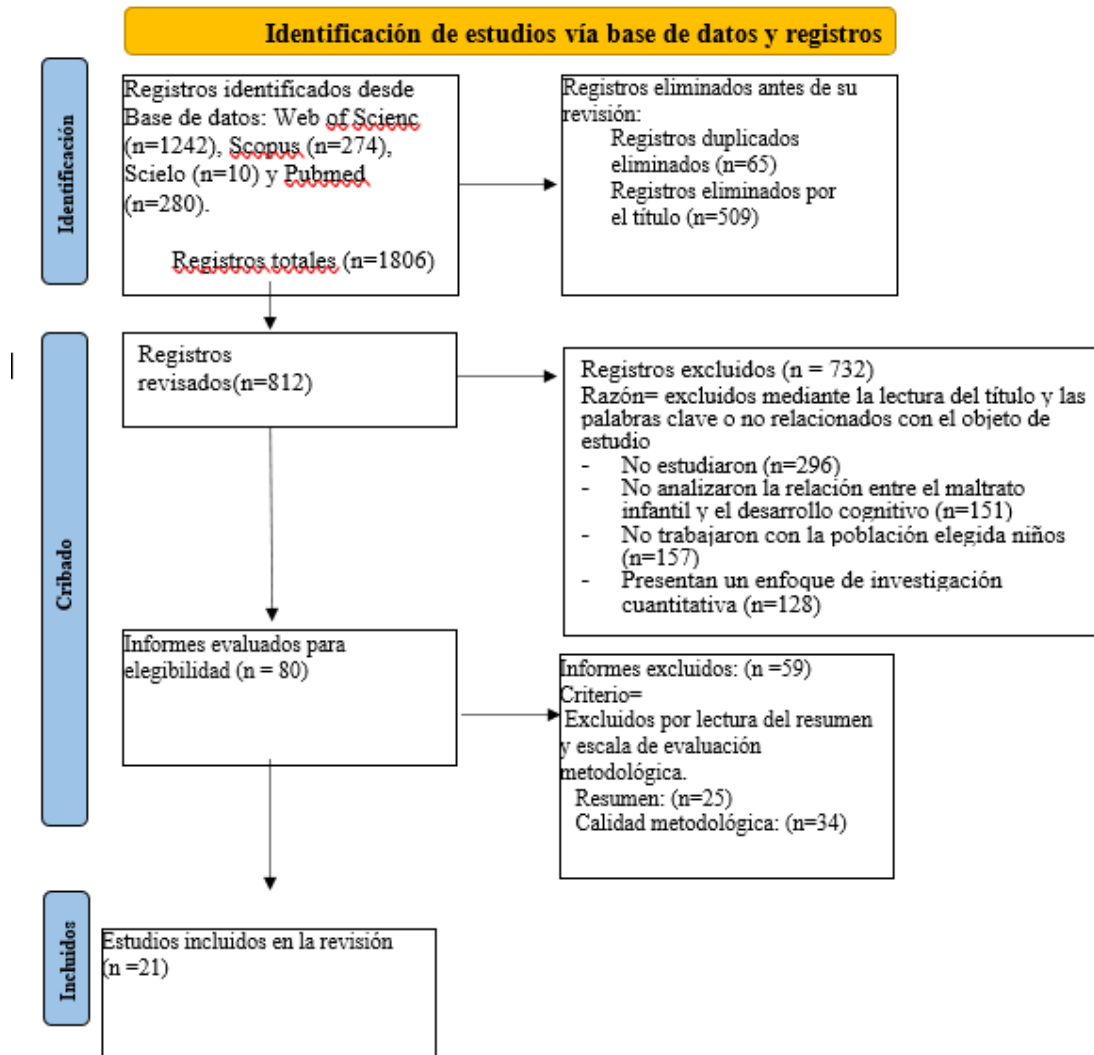 Identificación de estudios vía base de datos y registros
Identificación
Registros identificados desde
Base de datos: Web of Scienc
(n=1242), Scopus (n=274),
Scielo (n=10) y Pubmed
(n=280).
Registros totales (n=1806)
Registros eliminados antes de su
revisión:
Registros duplicados
eliminados (n=65)
Registros eliminados por
el título (n=509)
Cribado
Registros
revisados(n=812)
Registros excluidos (n = 732)
Razón= excluidos mediante la lectura del título y las
palabras clave o no relacionados con el objeto de
estudio
- No estudiaron (n=296)
- No analizaron la relación entre el maltrato
infantil y el desarrollo cognitivo (n=151)
- No trabajaron con la población elegida niños
(n=157)
- Presentan un enfoque de investigación
cuantitativa (n=128)
Informes evaluados para
elegibilidad (n = 80)
Informes excluidos: (n =59)
Criterio=
Excluidos por lectura del resumen
y escala de evaluación
metodológica.
Resumen: (n=25)
Calidad metodológica: (n=34)
Incluidos
Estudios incluidos en la revisión
(n =21)